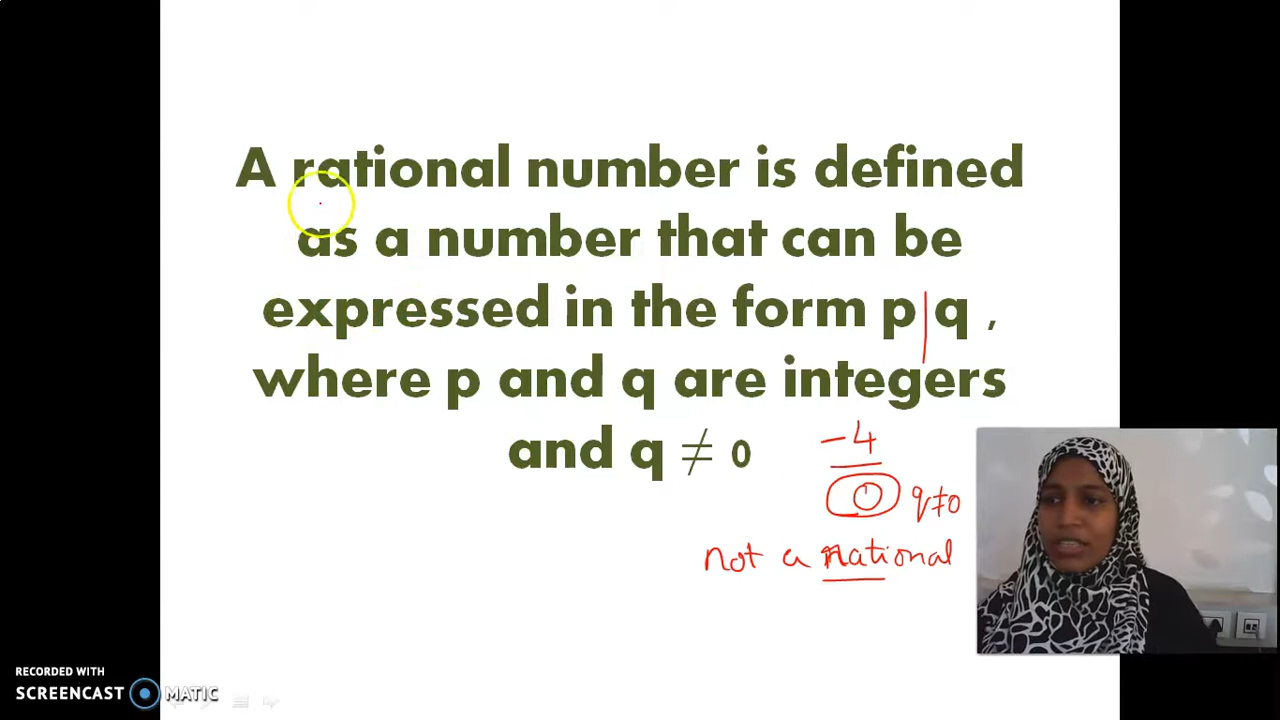 A rational number is defined
as a number that can be
expressed in the form p|q ,
where p and q are integers
and q ≠ 0
-4
0 q≠0
not a rational
RECORDED WITH
SCREENCAST MATIC